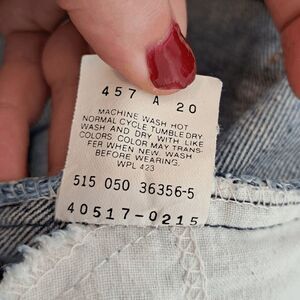 457 A 20
MACHINE WASH HOT
NORMAL CYCLE TUMBLE DRY
WASH AND DRY WITH LIKE
COLORS COLOR MAY TRANS-
FER WHEN NEW. WASH
BEFORE WEARING.
WPL 423
515 050 36356-5
40517-0215